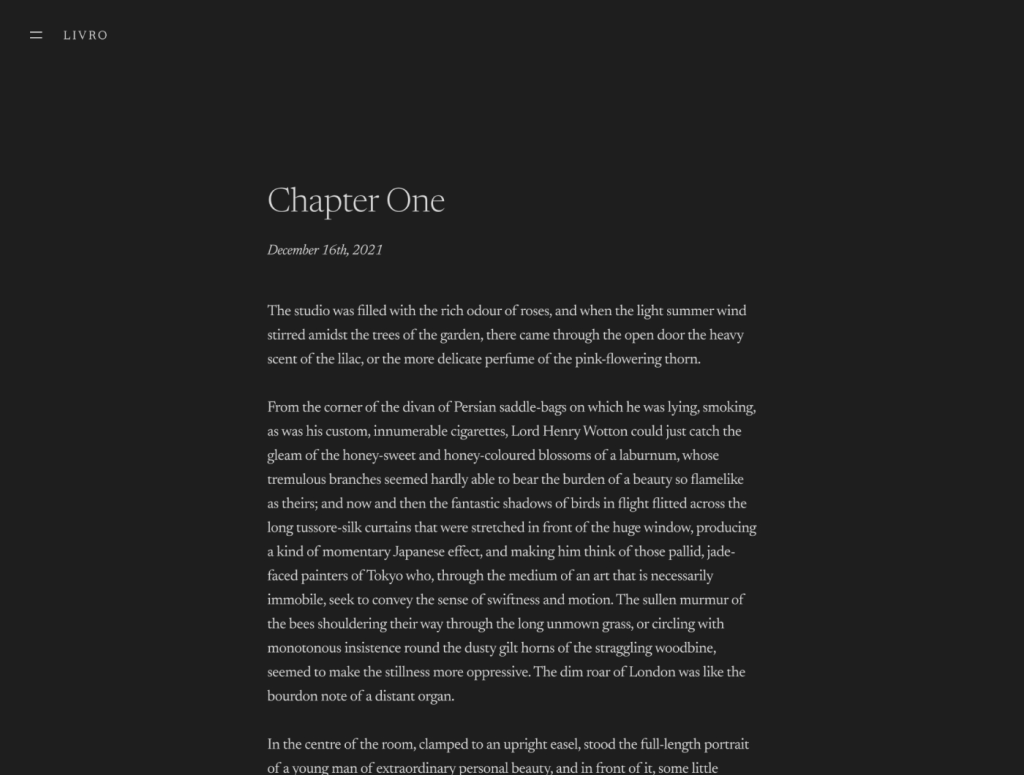 LIVRO
Chapter One
December 16th, 2021
The studio was filled with the rich odour of roses, and when the light summer wind
stirred amidst the trees of the garden, there came through the open door the heavy
scent of the lilac, or the more delicate perfume of the pink-flowering thorn.
From the corner of the divan of Persian saddle-bags on which he was lying, smoking,
as was his custom, innumerable cigarettes, Lord Henry Wotton could just catch the
gleam of the honey-sweet and honey-coloured blossoms of a laburnum, whose
tremulous branches seemed hardly able to bear the burden of a beauty so flamelike
as theirs; and now and then the fantastic shadows of birds in flight flitted across the
long tussore-silk curtains that were stretched in front of the huge window, producing
a kind of momentary Japanese effect, and making him think of those pallid, jade-
faced painters of Tokyo who, through the medium of an art that is necessarily
immobile, seek to convey the sense of swiftness and motion. The sullen murmur of
the bees shouldering their way through the long unmown grass, or circling with
monotonous insistence round the dusty gilt horns of the straggling woodbine,
seemed to make the stillness more oppressive. The dim roar of London was like the
bourdon note of a distant organ.
In the centre of the room, clamped to an upright easel, stood the full-length portrait
of a young man of extraordinary personal beauty, and in front of it, some little